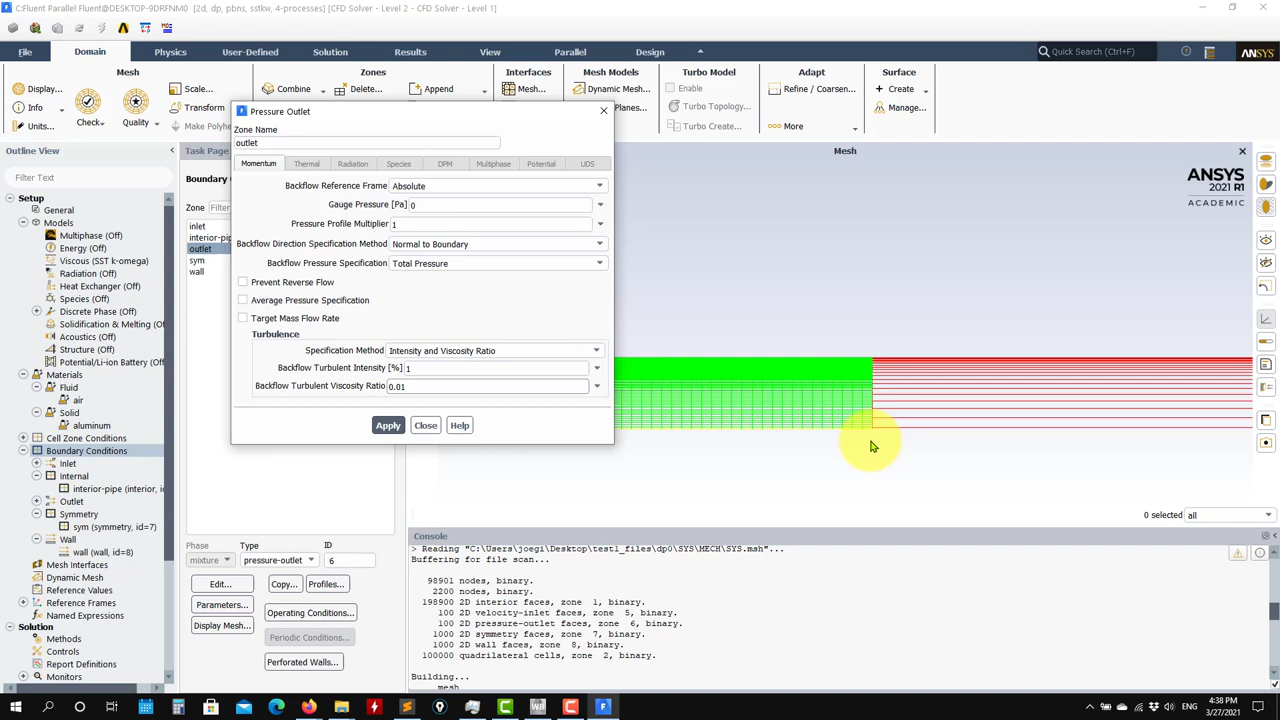 C:Fluent Parallel Fluent@DESKTOP-9DRFNM0 [2d, dp, pbns, sstkw, 4-processes] [CFD Solver - Level 2 - CFD Solver - Level 1]
File Domain Physics User-Defined Solution Results View Parallel Design Quick Search (Ctrl+F) ANSYS
Mesh Zones Interfaces Mesh Models Turbo Model Adapt Surface
Display... Scale... Combine Delete... Append Mesh... Dynamic Mesh... Enable Refine / Coarsen... Create
Info Transform Planes... Turbo Topology... Manage...
Units... Check Quality Make Polyhe Turbo Create... More
Outline View
Filter Text
Setup
General
Models
Multiphase (Off)
Energy (Off)
Viscous (SST k-omega)
Radiation (Off)
Heat Exchanger (Off)
Species (Off)
Discrete Phase (Off)
Solidification & Melting (Off)
Acoustics (Off)
Structure (Off)
Potential/Li-ion Battery (Off)
Materials
Fluid
air
Solid
aluminum
Cell Zone Conditions
Boundary Conditions
Inlet
Internal
interior-pipe (interior, id=
Outlet
Symmetry
sym (symmetry, id=7)
Wall
wall (wall, id=8)
Mesh Interfaces
Dynamic Mesh
Reference Values
Reference Frames
Named Expressions
Solution
Methods
Controls
Report Definitions
Monitors
Task Page
Boundary C
Zone
inlet
interior-pip
outlet
sym
wall
Phase Type ID
mixture pressure-outlet 6
Edit... Copy... Profiles...
Parameters... Operating Conditions...
Display Mesh... Periodic Conditions...
Perforated Walls...
Pressure Outlet
Zone Name
outlet
Momentum Thermal Radiation Species DPM Multiphase Potential UDS
Backflow Reference Frame Absolute
Gauge Pressure [Pa] 0
Pressure Profile Multiplier 1
Backflow Direction Specification Method Normal to Boundary
Backflow Pressure Specification Total Pressure
Prevent Reverse Flow
Average Pressure Specification
Target Mass Flow Rate
Turbulence
Specification Method Intensity and Viscosity Ratio
Backflow Turbulent Intensity [%] 1
Backflow Turbulent Viscosity Ratio 0.01
Apply Close Help
Mesh
ANSYS
2021 R1
ACADEMIC
0 selected all
Console
> Reading "C:\Users\joegi\Desktop\test1_files\dp0\SYS\MECH\SYS.msh"...
Buffering for file scan...
98901 nodes, binary.
2200 nodes, binary.
198900 2D interior faces, zone 1, binary.
100 2D velocity-inlet faces, zone 5, binary.
100 2D pressure-outlet faces, zone 6, binary.
1000 2D symmetry faces, zone 7, binary.
1000 2D wall faces, zone 8, binary.
100000 quadrilateral cells, zone 2, binary.
Building...
mesh
ENG 4:38 PM
3/27/2021